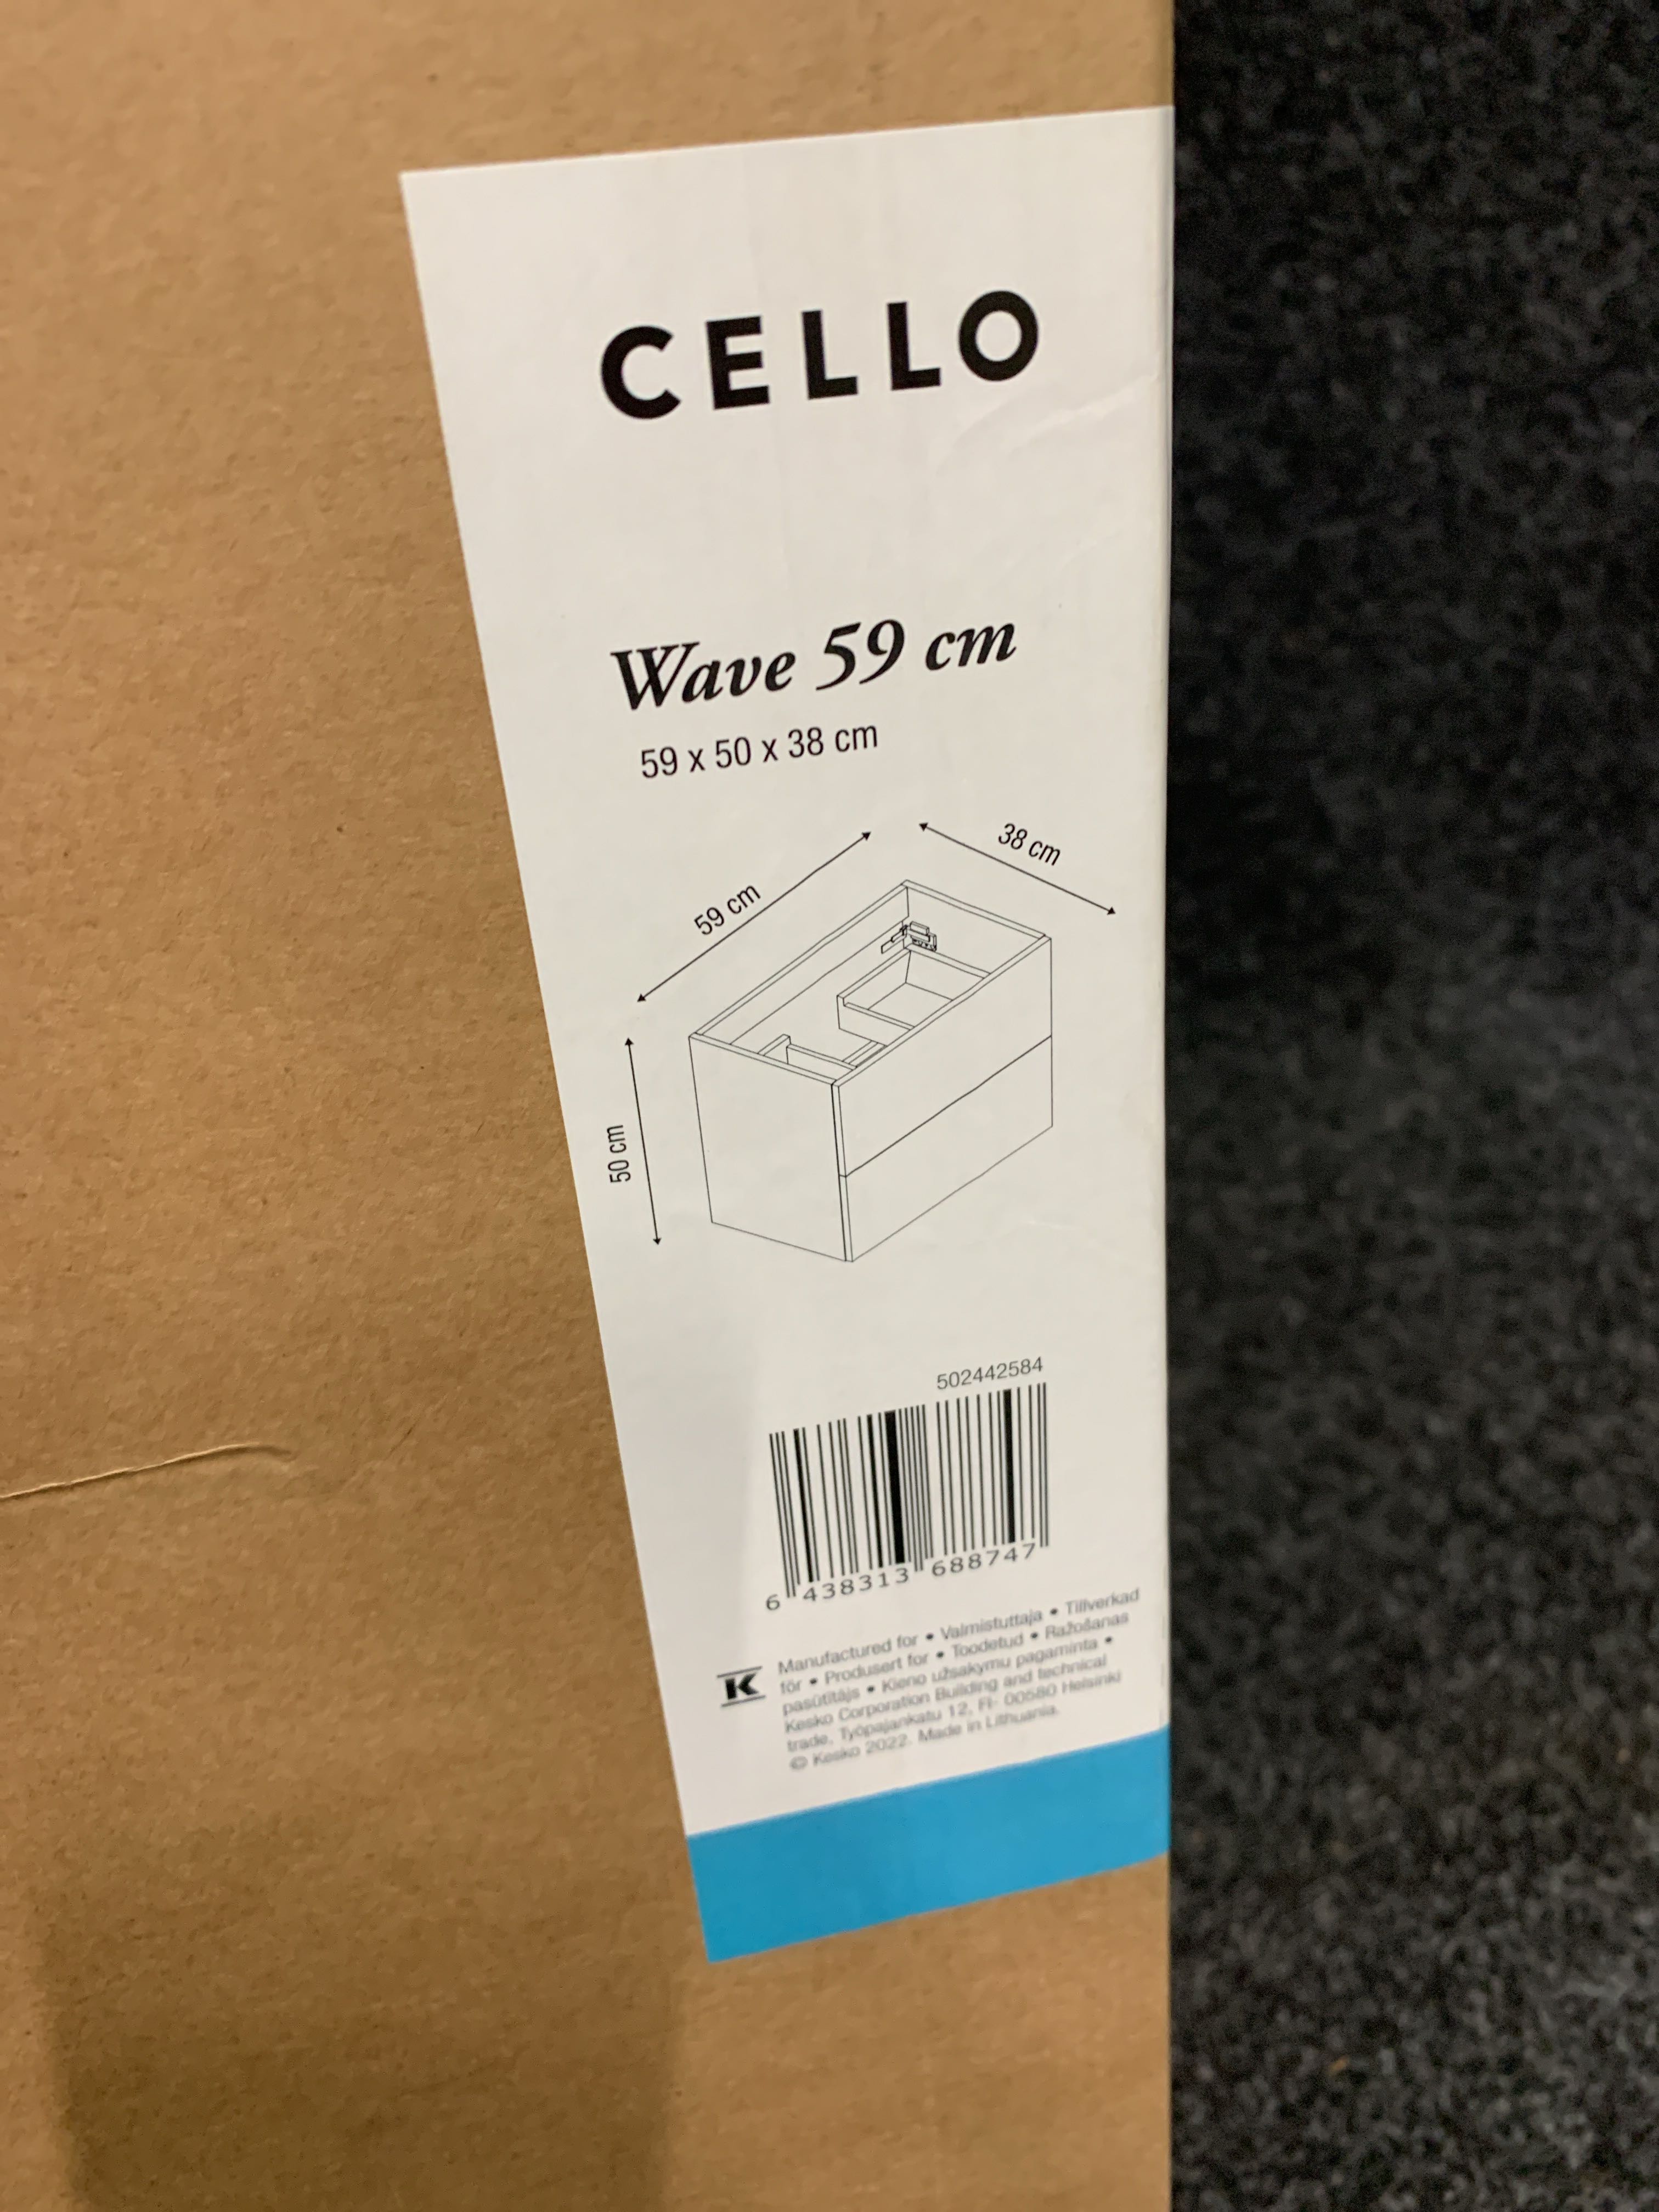 CELLO
Wave 59 cm
59 x 50 x 38 cm
59 cm
38 cm
50 cm
502442584
6 438313 688747
K
Manufactured for • Valmistuttaja • Tillverkad
för • Produsert for • Toodetud • Ražošanas
pasūtītājs • Kieno užsakymu pagaminta •
Kesko Corporation Building and technical
trade, Työpajankatu 12, FI- 00580 Helsinki
© Kesko 2022. Made in Lithuania.